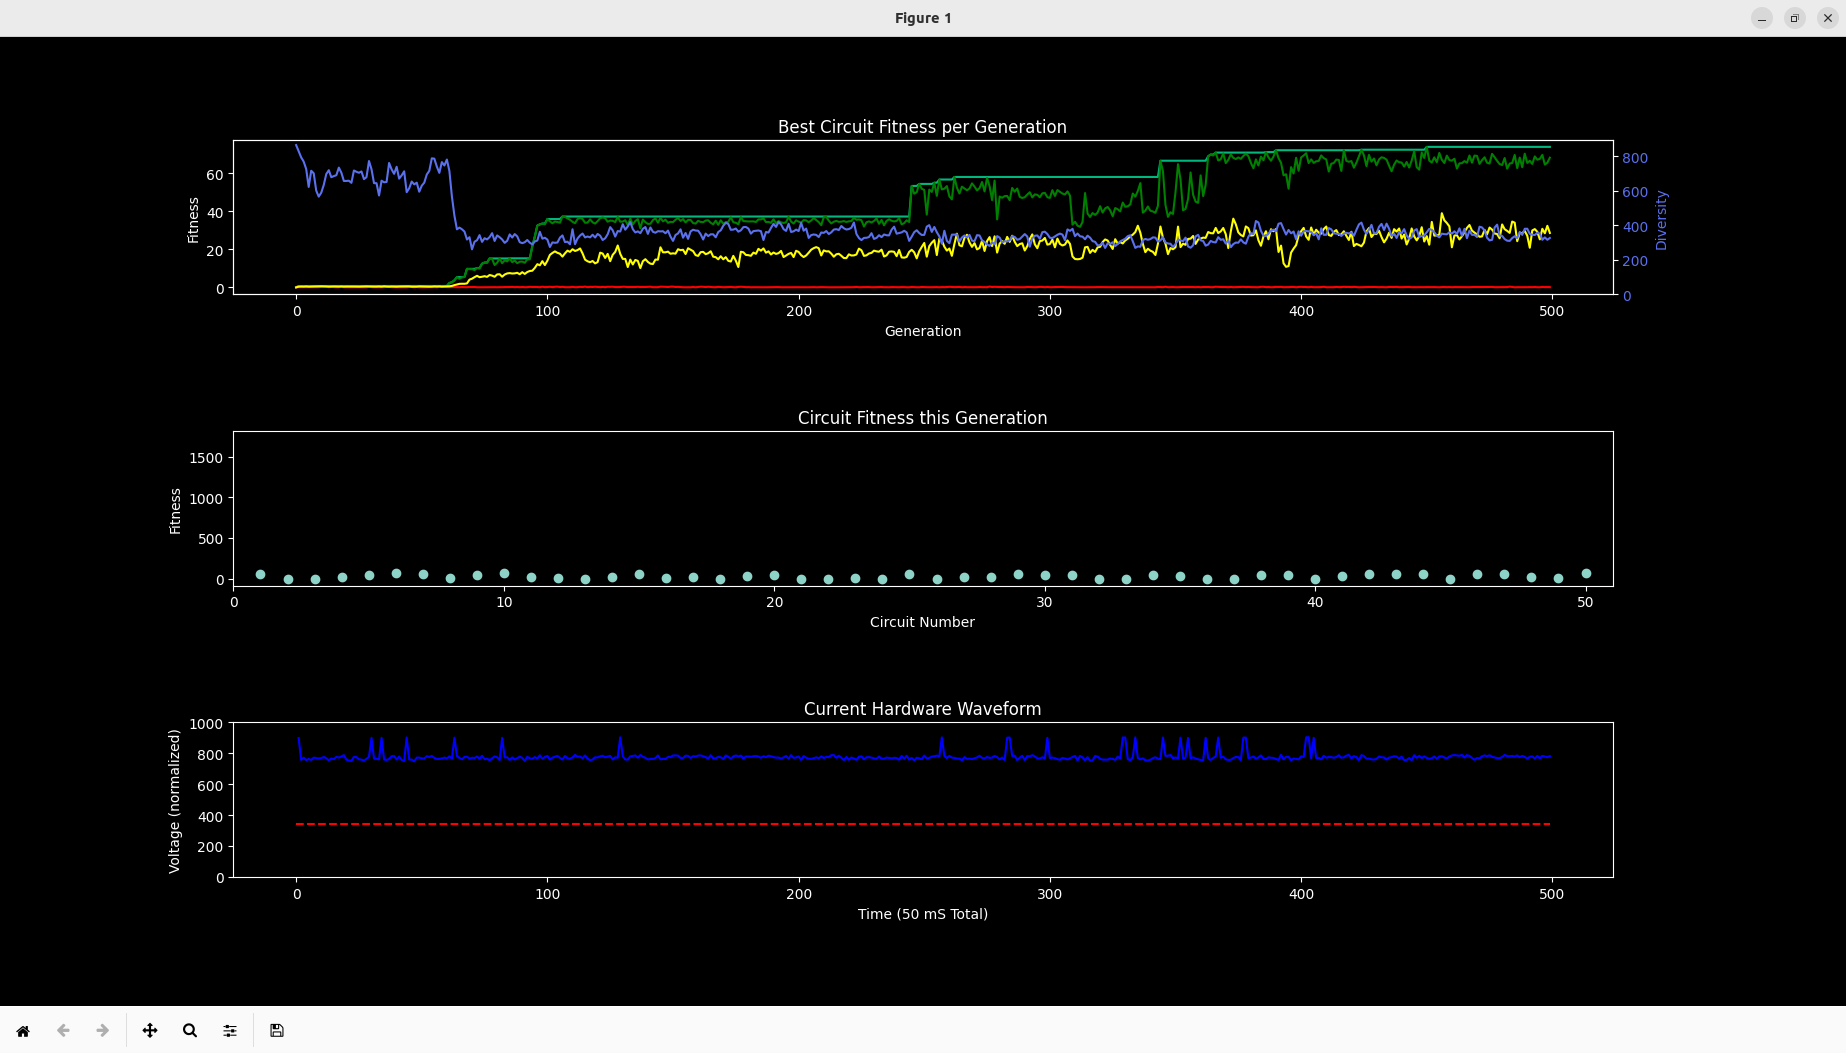 Figure 1
Best Circuit Fitness per Generation
Fitness
60
40
20
0
800
600
400
200
0
Diversity
0 100 200 300 400 500
Generation
Circuit Fitness this Generation
Fitness
1500
1000
500
0
0 10 20 30 40 50
Circuit Number
Current Hardware Waveform
Voltage (normalized)
1000
800
600
400
200
0
0 100 200 300 400 500
Time (50 mS Total)